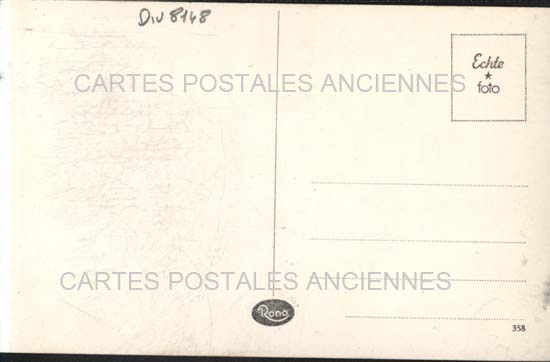 Div 8148
Echte
foto
CARTES POSTALES ANCIENNES
CARTES POSTALES ANCIENNES
Rono
358